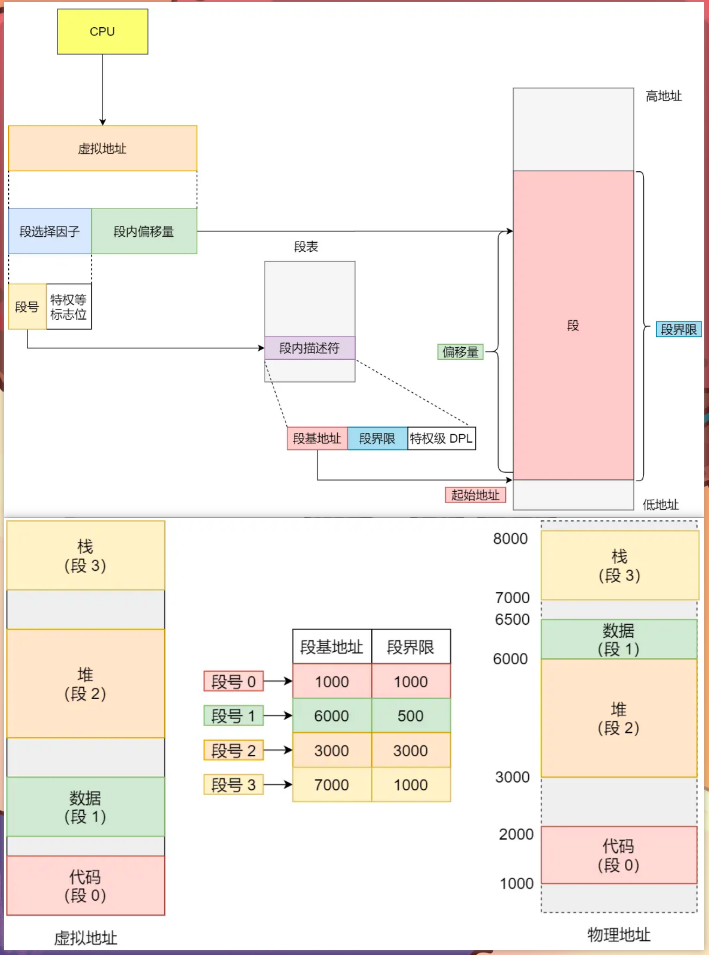 CPU
高地址
虚拟地址
段选择因子
段内偏移量
段表
段号
特权等
标志位
段内描述符
偏移量
段
段界限
段基地址
段界限
特权级 DPL
起始地址
低地址
栈
(段 3)
堆
(段 2)
数据
(段 1)
代码
(段 0)
虚拟地址
段基地址
段界限
段号 0
1000
1000
段号 1
6000
500
段号 2
3000
3000
段号 3
7000
1000
8000
栈
(段 3)
7000
6500
数据
(段 1)
6000
堆
(段 2)
3000
2000
代码
(段 0)
1000
物理地址